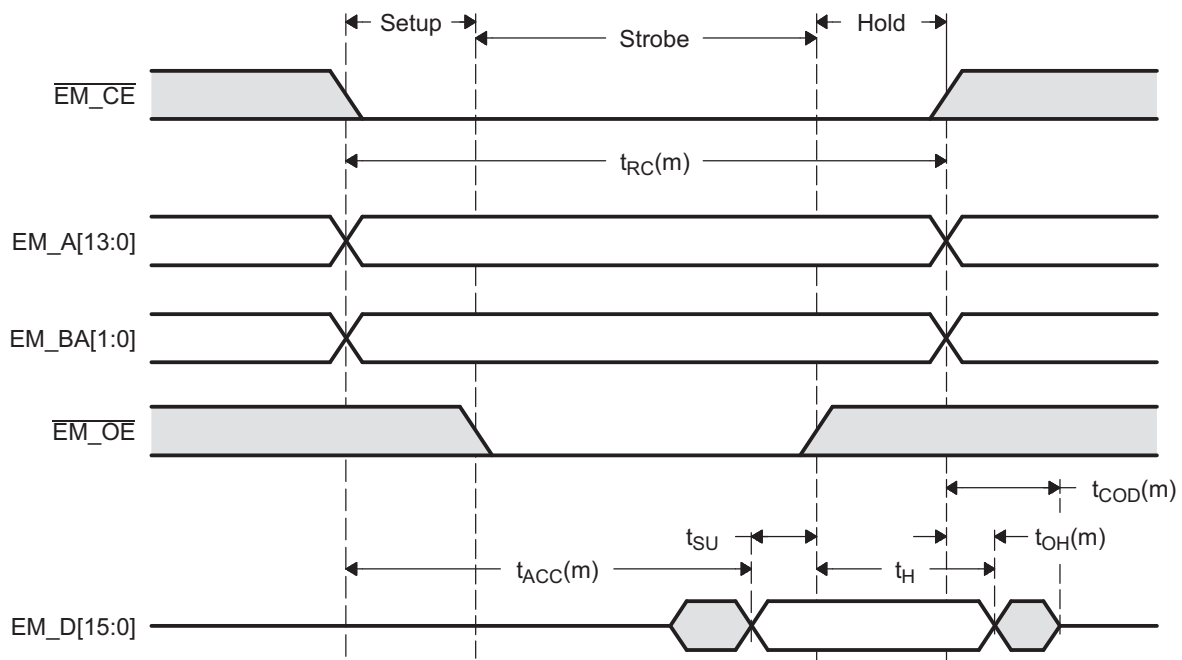 Setup
Strobe
Hold
EM_CE
tRC(m)
EM_A[13:0]
EM_BA[1:0]
EM_OE
tCOD(m)
tSU
tOH(m)
tACC(m)
tH
EM_D[15:0]